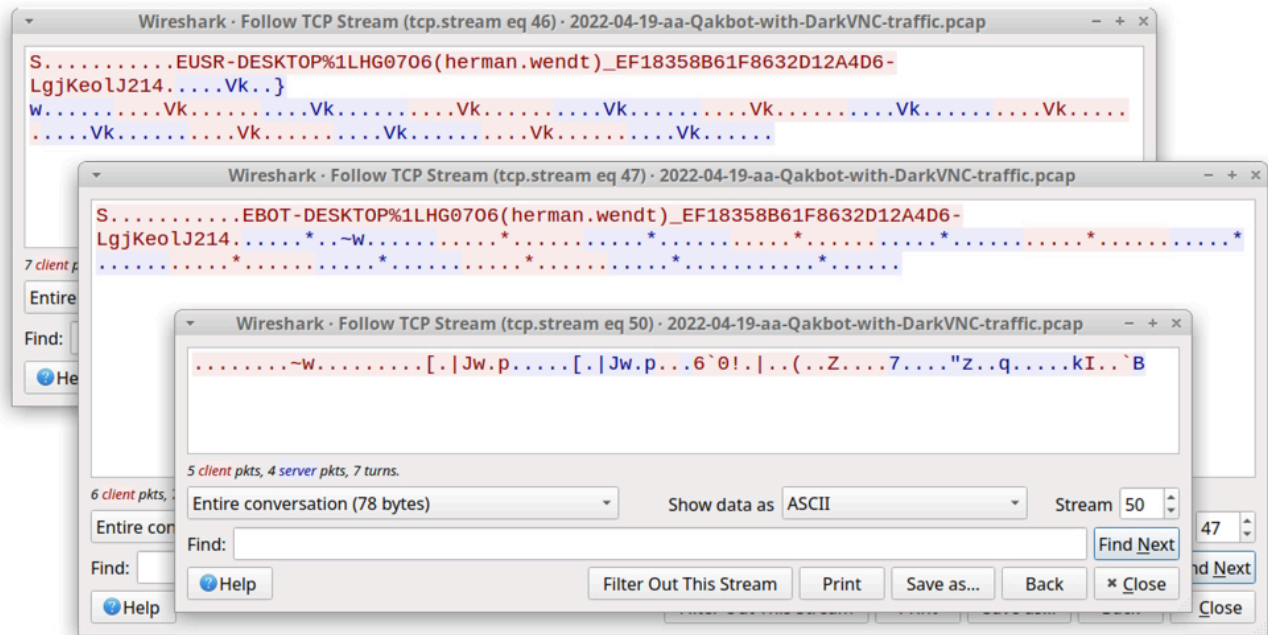 Wireshark · Follow TCP Stream (tcp.stream eq 46) · 2022-04-19-aa-Qakbot-with-DarkVNC-traffic.pcap
S...........EUSR-DESKTOP%1LHG07O6(herman.wendt)_EF18358B61F8632D12A4D6-
LgjKeolJ214.....Vk..}
w..........Vk..........Vk..........Vk..........Vk..........Vk..........Vk..........Vk.....
.....Vk..........Vk..........Vk..........Vk..........Vk......
7 client p
Entire
Find:
He
Wireshark · Follow TCP Stream (tcp.stream eq 47) · 2022-04-19-aa-Qakbot-with-DarkVNC-traffic.pcap
S...........EBOT-DESKTOP%1LHG07O6(herman.wendt)_EF18358B61F8632D12A4D6-
LgjKeolJ214......*..~w...........*...........*...........*...........*...........*...........*
...........*...........*...........*...........*...........*......
6 client pkts,
Entire con
47
Find:
nd Next
Help
Close
Wireshark · Follow TCP Stream (tcp.stream eq 50) · 2022-04-19-aa-Qakbot-with-DarkVNC-traffic.pcap
........~w.........[.|Jw.p.....[.|Jw.p...6`0!.|..(..Z....7...."z..q.....kI..`B
5 client pkts, 4 server pkts, 7 turns.
Entire conversation (78 bytes)
Show data as ASCII
Stream 50
Find:
Find Next
Help
Filter Out This Stream
Print
Save as...
Back
Close